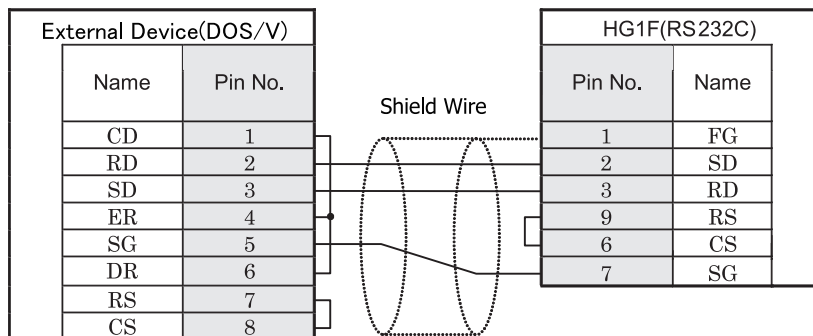 External Device(DOS/V)
Name Pin No.
CD 1
RD 2
SD 3
ER 4
SG 5
DR 6
RS 7
CS 8
Shield Wire
HG1F(RS232C)
Pin No. Name
1 FG
2 SD
3 RD
9 RS
6 CS
7 SG